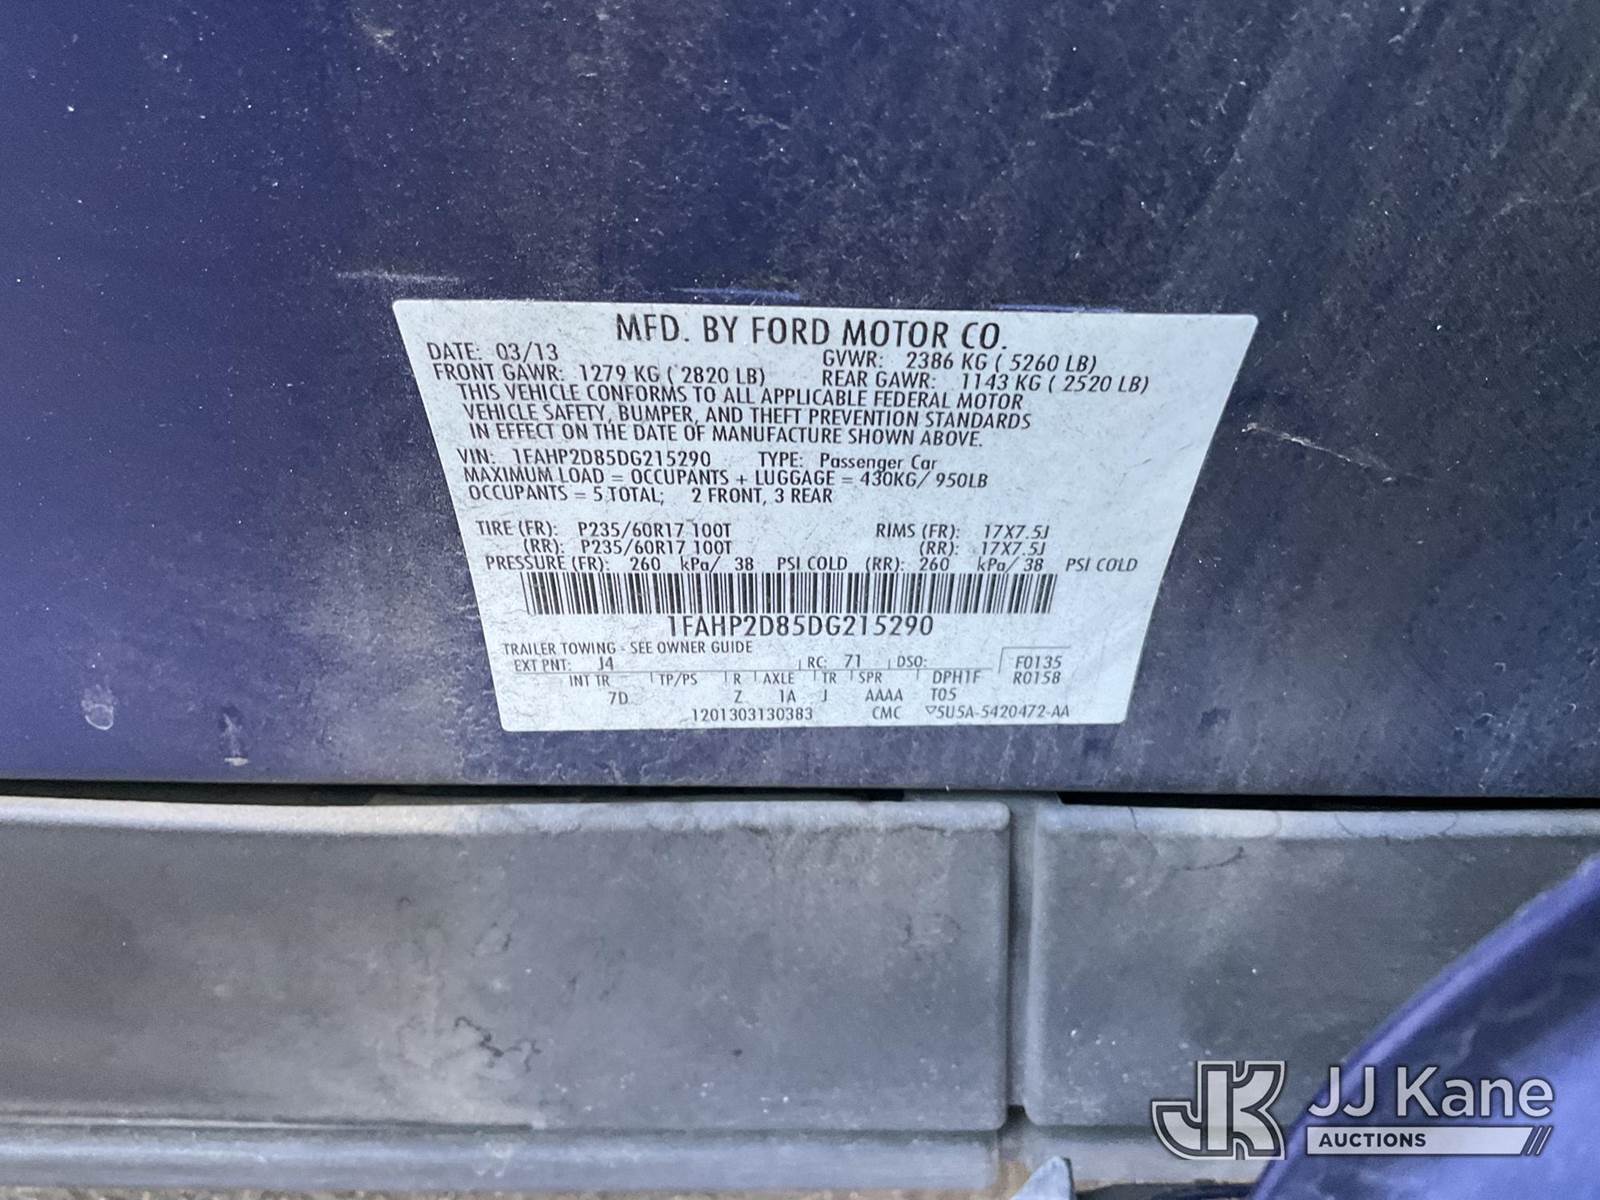 MFD. BY FORD MOTOR CO.
DATE: 03/13 GVWR: 2386 KG ( 5260 LB)
FRONT GAWR: 1279 KG ( 2820 LB) REAR GAWR: 1143 KG ( 2520 LB)
THIS VEHICLE CONFORMS TO ALL APPLICABLE FEDERAL MOTOR
VEHICLE SAFETY, BUMPER, AND THEFT PREVENTION STANDARDS
IN EFFECT ON THE DATE OF MANUFACTURE SHOWN ABOVE.
VIN: 1FAHP2D85DG215290 TYPE: Passenger Car
MAXIMUM LOAD = OCCUPANTS + LUGGAGE = 430KG/ 950LB
OCCUPANTS = 5 TOTAL; 2 FRONT, 3 REAR
TIRE (FR): P235/60R17 100T RIMS (FR): 17X7.5J
(RR): P235/60R17 100T (RR): 17X7.5J
PRESSURE (FR): 260 kPa/ 38 PSI COLD (RR): 260 kPa/ 38 PSI COLD
1FAHP2D85DG215290
TRAILER TOWING - SEE OWNER GUIDE
EXT PNT: J4 RC: 71 DSO: F0135
INT TR TP/PS R AXLE TR SPR DPH1F R0158
7D Z 1A J AAAA T05
1201303130383 CMC ▽5U5A-5420472-AA
JK JJ Kane
AUCTIONS